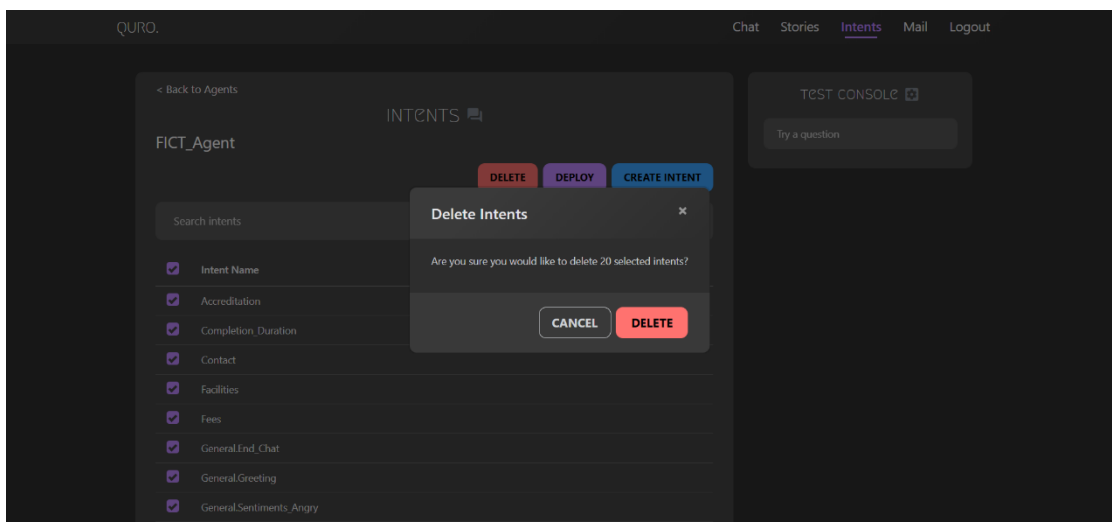 QURO.
Chat Stories Intents Mail Logout
< Back to Agents
INTENTS
FICT_Agent
DELETE DEPLOY CREATE INTENT
Search intents
Delete Intents ×
Are you sure you would like to delete 20 selected intents?
CANCEL DELETE
Intent Name
Accreditation
Completion_Duration
Contact
Facilities
Fees
General.End_Chat
General.Greeting
General.Sentiments_Angry
TEST CONSOLE
Try a question